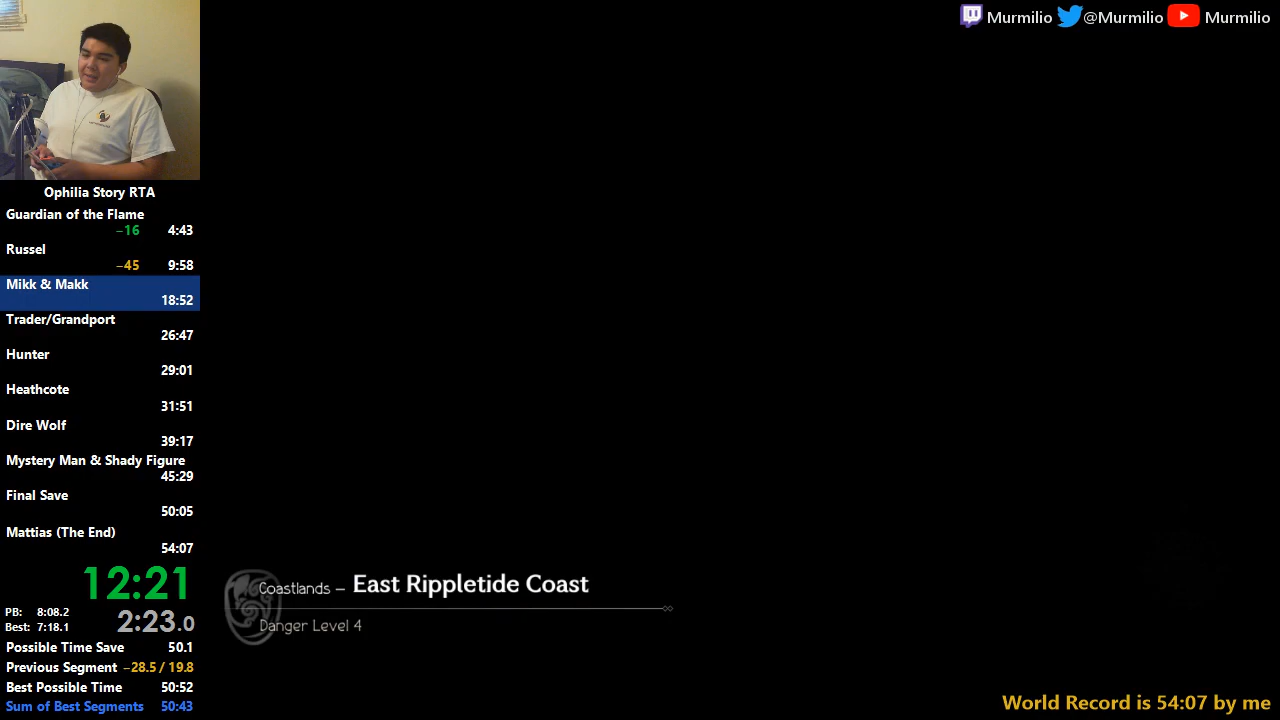 Murmilio @Murmilio Murmilio
Ophilia Story RTA
Guardian of the Flame
−16 4:43
Russel
−45 9:58
Mikk & Makk
18:52
Trader/Grandport
26:47
Hunter
29:01
Heathcote
31:51
Dire Wolf
39:17
Mystery Man & Shady Figure
45:29
Final Save
50:05
Mattias (The End)
54:07
12:21
PB: 8:08.2
Best: 7:18.1
2:23.0
Possible Time Save 50.1
Previous Segment −28.5 / 19.8
Best Possible Time 50:52
Sum of Best Segments 50:43
Coastlands – East Rippletide Coast
Danger Level 4
World Record is 54:07 by me